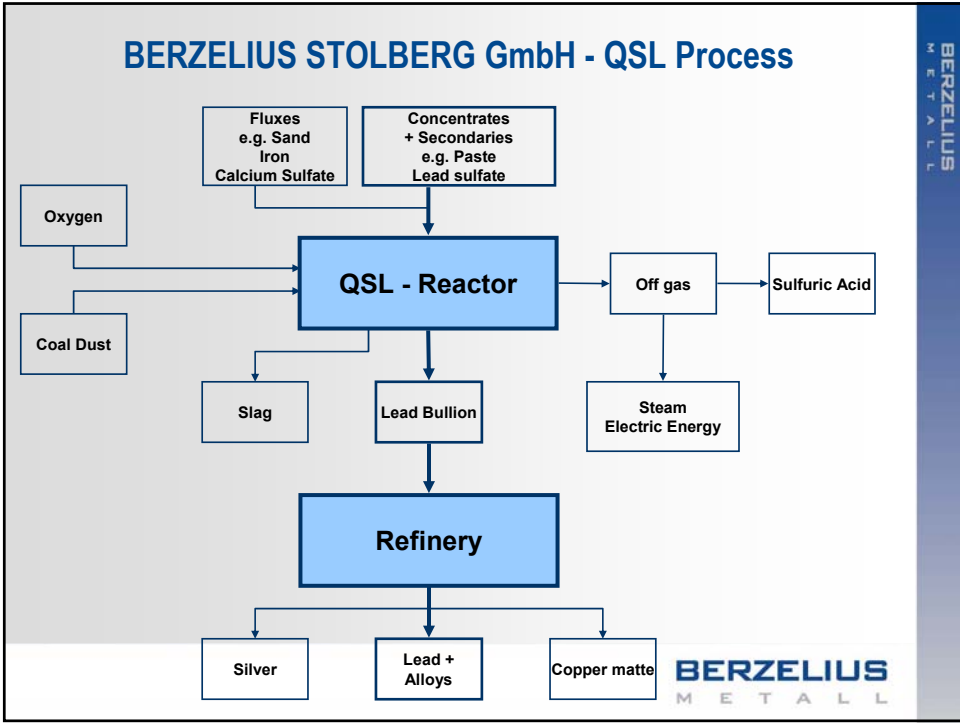 BERZELIUS STOLBERG GmbH - QSL Process
BERZELIUS
METALL
Fluxes
e.g. Sand
Iron
Calcium Sulfate
Concentrates
+ Secondaries
e.g. Paste
Lead sulfate
Oxygen
QSL - Reactor
Off gas
Sulfuric Acid
Coal Dust
Slag
Lead Bullion
Steam
Electric Energy
Refinery
Silver
Lead +
Alloys
Copper matte
BERZELIUS
METALL